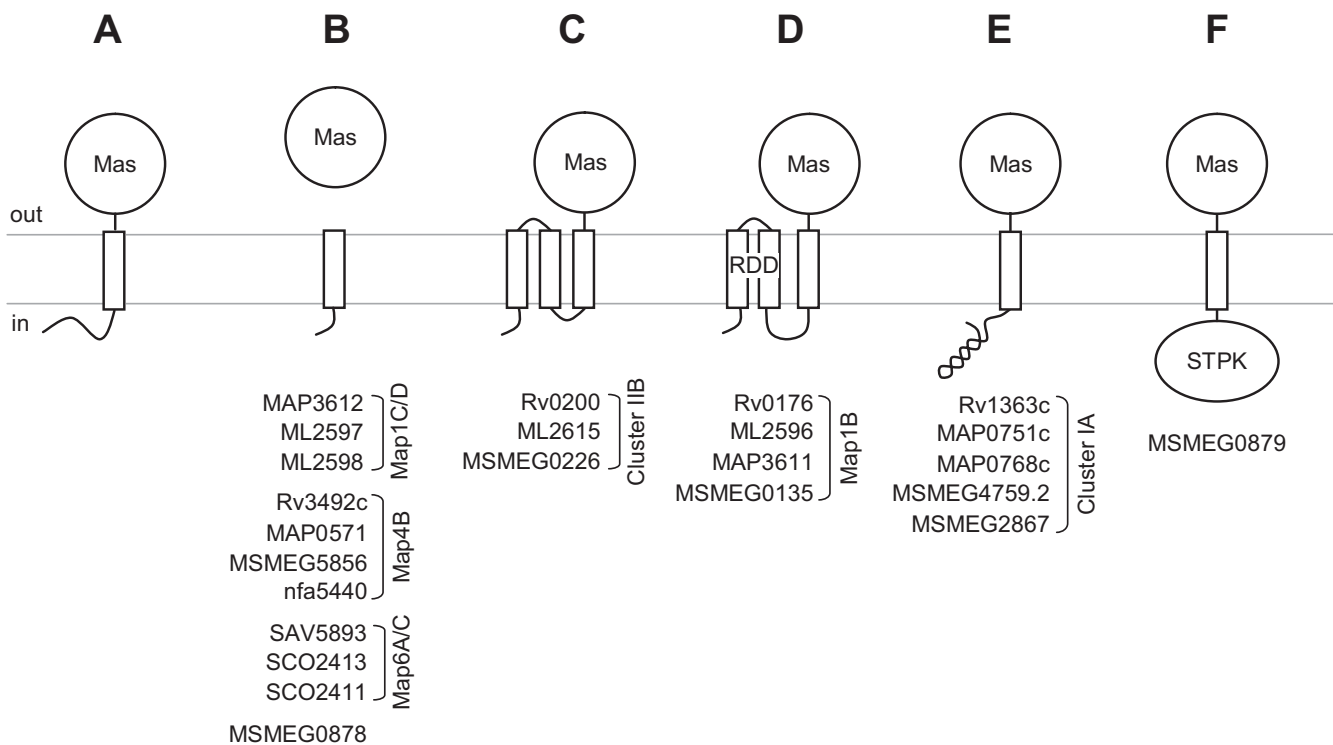 A B C D E F
Mas Mas Mas Mas Mas Mas
out
RDD
in
STPK
MAP3612
ML2597
ML2598
Map1C/D
Rv3492c
MAP0571
MSMEG5856
nfa5440
Map4B
SAV5893
SCO2413
SCO2411
Map6A/C
MSMEG0878
Rv0200
ML2615
MSMEG0226
Cluster IIB
Rv0176
ML2596
MAP3611
MSMEG0135
Map1B
Rv1363c
MAP0751c
MAP0768c
MSMEG4759.2
MSMEG2867
Cluster IA
MSMEG0879